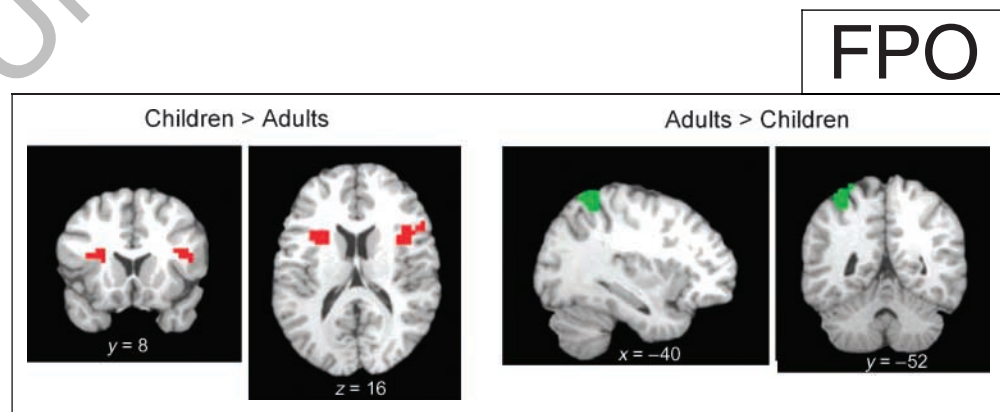 FPO
Children > Adults
Adults > Children
y = 8
z = 16
x = –40
y = –52